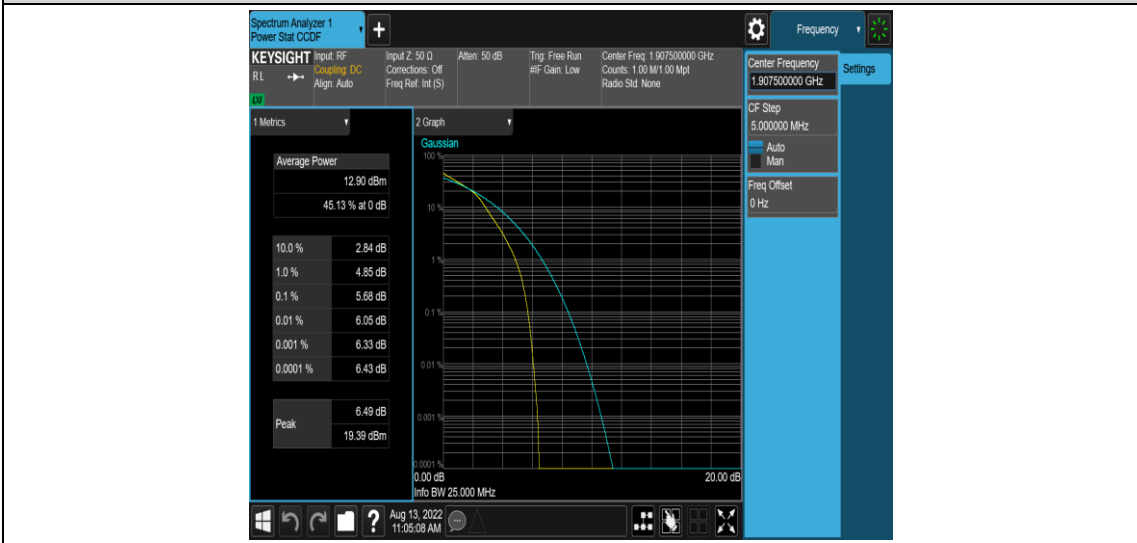 Spectrum Analyzer 1
Power Stat CCDF
+
Frequency
KEYSIGHT
Input: RF
Coupling: DC
Align: Auto
Input Z: 50 Ω
Corrections: Off
Freq Ref: Int (S)
Atten: 50 dB
Trig: Free Run
#IF Gain: Low
Center Freq: 1.907500000 GHz
Counts: 1.00 M/1.00 Mpt
Radio Std: None
R L
LXI
Center Frequency
1.907500000 GHz
Settings
CF Step
5.000000 MHz
Auto
Man
Freq Offset
0 Hz
1 Metrics
Average Power
12.90 dBm
45.13 % at 0 dB
10.0 % 2.84 dB
1.0 % 4.85 dB
0.1 % 5.68 dB
0.01 % 6.05 dB
0.001 % 6.33 dB
0.0001 % 6.43 dB
Peak
6.49 dB
19.39 dBm
2 Graph
Gaussian
100 %
10 %
1 %
0.1 %
0.01 %
0.001 %
0.0001 %
0.00 dB
20.00 dB
Info BW 25.000 MHz
?
Aug 13, 2022
11:05:08 AM